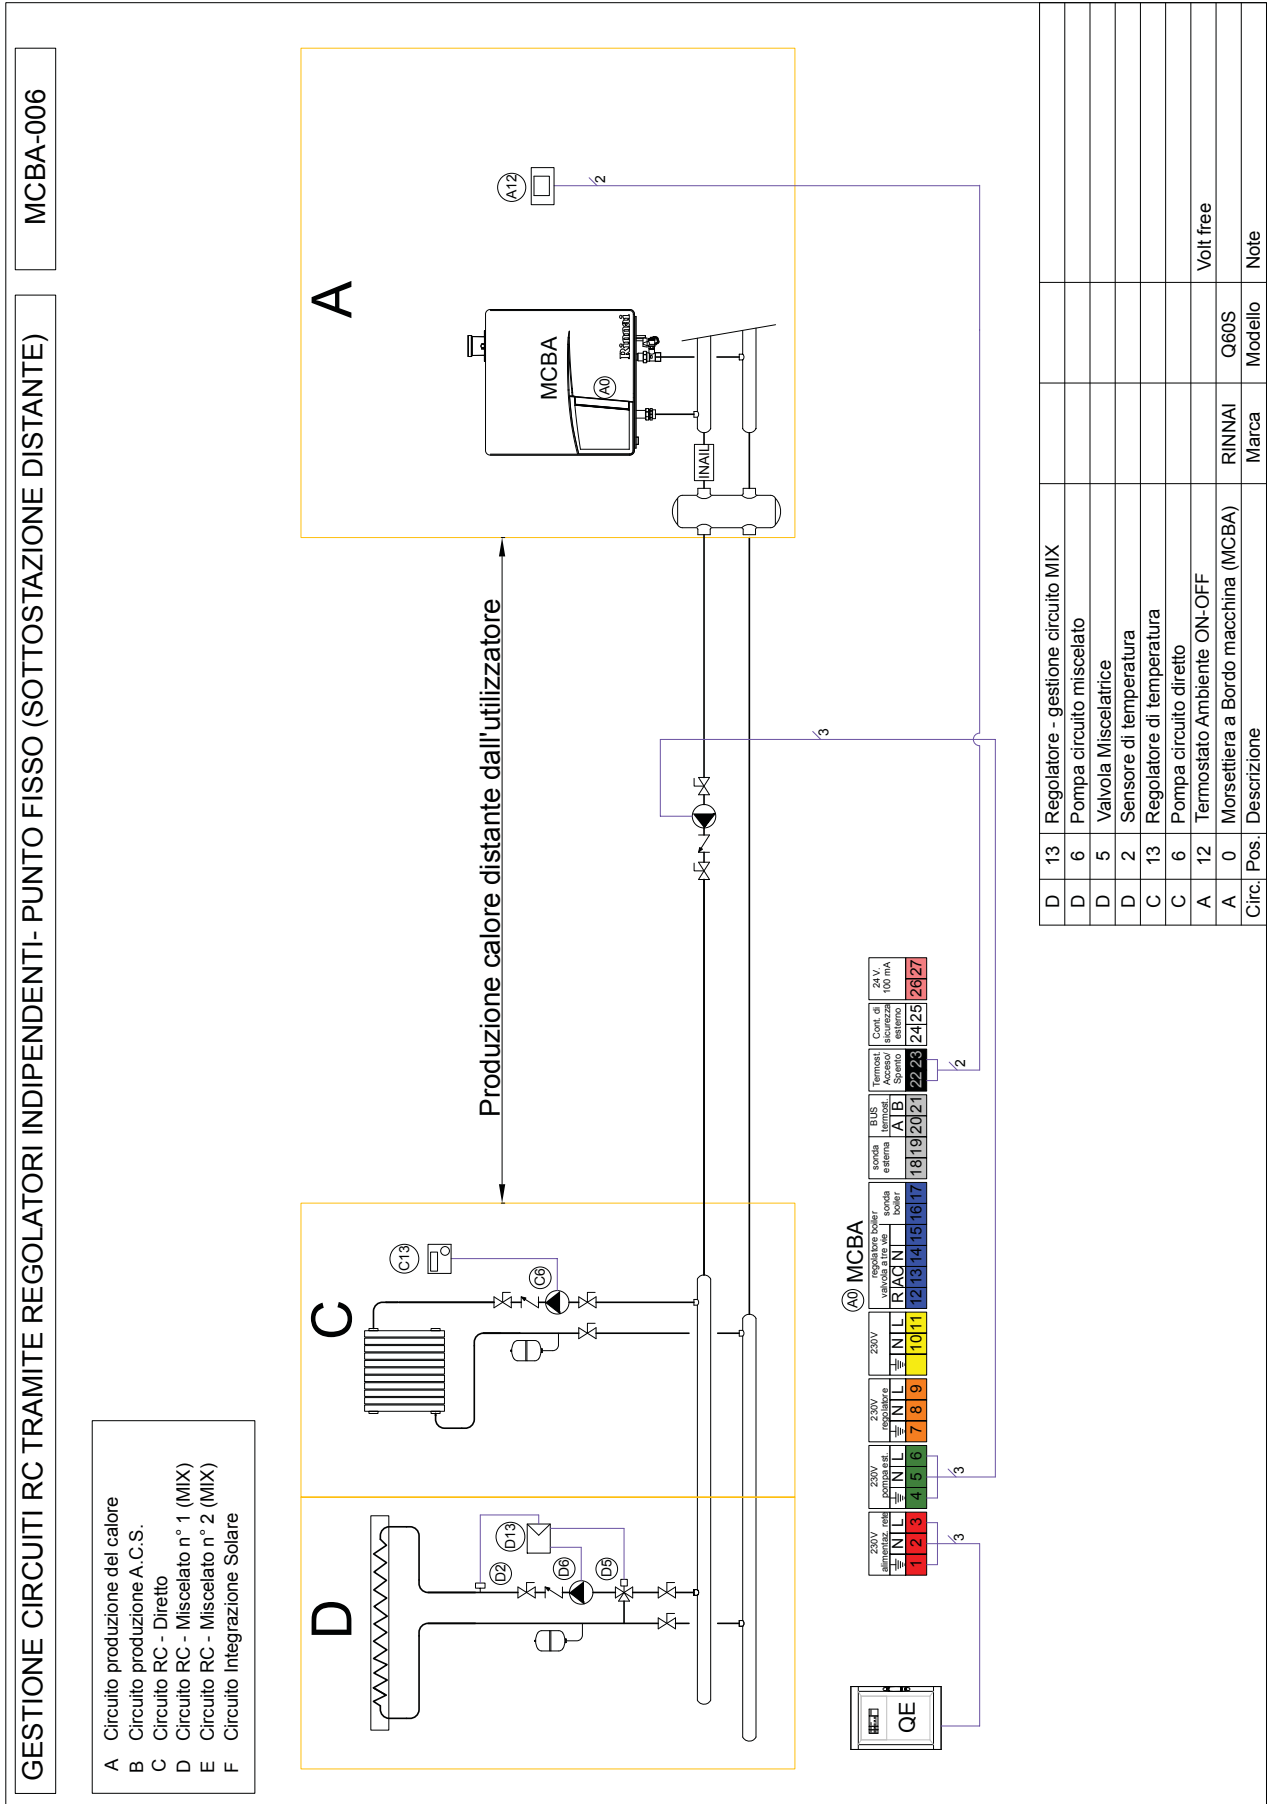 GESTIONE CIRCUITI RC TRAMITE REGOLATORI INDIPENDENTI- PUNTO FISSO (SOTTOSTAZIONE DISTANTE)
MCBA-006
A Circuito produzione del calore
B Circuito produzione A.C.S.
C Circuito RC - Diretto
D Circuito RC - Miscelato n° 1 (MIX)
E Circuito RC - Miscelato n° 2 (MIX)
F Circuito Integrazione Solare
D
C
A
D2
D13
D6
D5
C13
C6
Produzione calore distante dall'utilizzatore
MCBA
A0
Rinnai
INAIL
A12
2
3
A0 MCBA
230V alimentaz. rete
N L
1 2 3
230V pompa est.
N L
4 5 6
230V regolatore
N L
7 8 9
230V
N L
10 11
regolatore boiler
valvola a tre vie
sonda boiler
R AC N
12 13 14 15 16 17
sonda esterna
18 19
BUS termost.
A B
20 21
Termost. Acceso/ Spento
22 23
Cont. di sicurezza esterno
24 25
24 V. 100 mA
26 27
3
3
2
QE
D 13 Regolatore - gestione circuito MIX
D 6 Pompa circuito miscelato
D 5 Valvola Miscelatrice
D 2 Sensore di temperatura
C 13 Regolatore di temperatura
C 6 Pompa circuito diretto
A 12 Termostato Ambiente ON-OFF Volt free
A 0 Morsettiera a Bordo macchina (MCBA) RINNAI Q60S
Circ. Pos. Descrizione Marca Modello Note